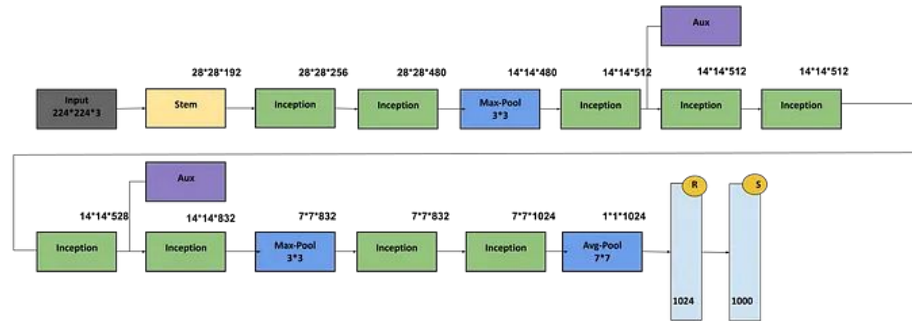 Aux
28*28*192
28*28*256
28*28*480
14*14*480
14*14*512
14*14*512
14*14*512
Input
224*224*3
Stem
Inception
Inception
Max-Pool
3*3
Inception
Inception
Inception
Aux
R
S
14*14*528
14*14*832
7*7*832
7*7*832
7*7*1024
1*1*1024
Inception
Inception
Max-Pool
3*3
Inception
Inception
Avg-Pool
7*7
1024
1000